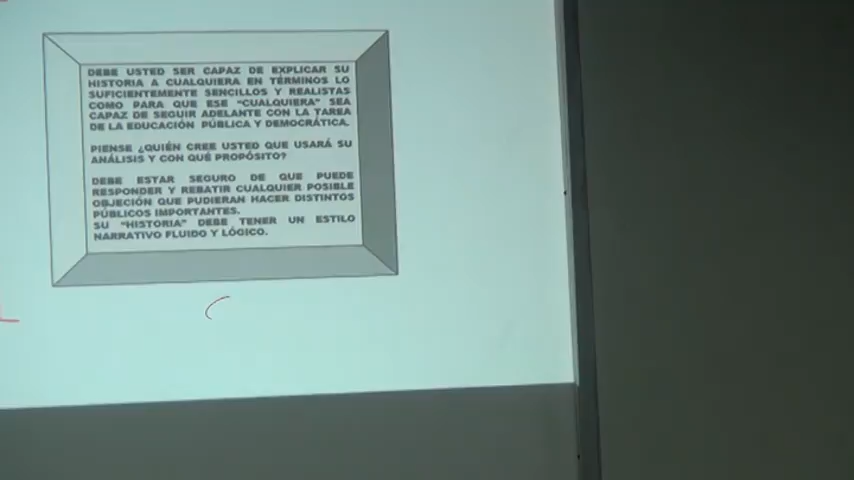 DEBE USTED SER CAPAZ DE EXPLICAR SU
HISTORIA A CUALQUIERA EN TÉRMINOS LO
SUFICIENTEMENTE SENCILLOS Y REALISTAS
COMO PARA QUE ESE "CUALQUIERA" SEA
CAPAZ DE SEGUIR ADELANTE CON LA TAREA
DE LA EDUCACIÓN PÚBLICA Y DEMOCRÁTICA.
PIENSE ¿QUIÉN CREE USTED QUE USARÁ SU
ANÁLISIS Y CON QUÉ PROPÓSITO?
DEBE ESTAR SEGURO DE QUE PUEDE
RESPONDER Y REBATIR CUALQUIER POSIBLE
OBJECIÓN QUE PUDIERAN HACER DISTINTOS
PÚBLICOS IMPORTANTES.
SU "HISTORIA" DEBE TENER UN ESTILO
NARRATIVO FLUIDO Y LÓGICO.